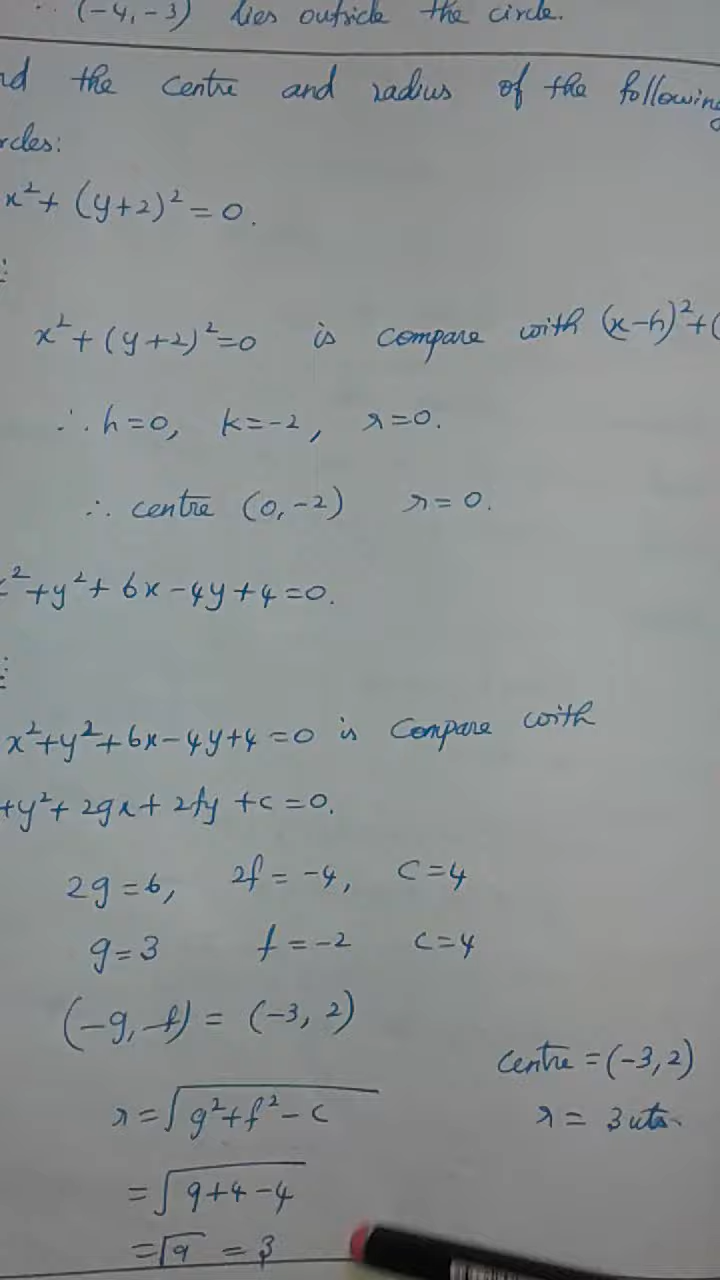 ∴ (-4, -3) lies outside the circle.
nd the centre and radius of the following
rcles:
x² + (y+2)² = 0.
x² + (y+2)² = 0 is compare with (x-h)² + (
∴ h=0, k=-2, r=0.
∴ centre (0, -2) r=0.
² + y² + 6x - 4y + 4 = 0.
x² + y² + 6x - 4y + 4 = 0 is compare with
+ y² + 2gx + 2fy + c = 0.
2g = 6, 2f = -4, c = 4
g = 3 f = -2 c = 4
(-g, -f) = (-3, 2)
centre = (-3, 2)
r = √g² + f² - c
r = 3 uts.
= √9 + 4 - 4
= √9 = 3